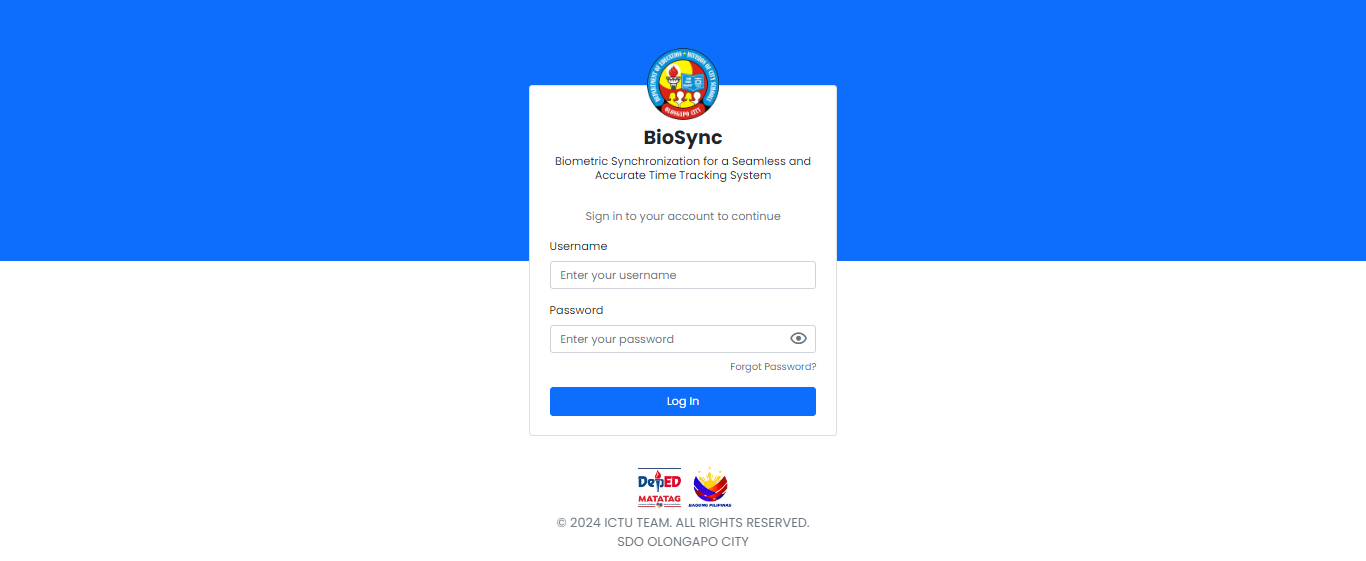 DEPARTMENT OF EDUCATION • DIVISION OF CITY SCHOOLS
OLONGAPO CITY
BioSync
Biometric Synchronization for a Seamless and
Accurate Time Tracking System
Sign in to your account to continue
Username
Enter your username
Password
Enter your password
Forgot Password?
Log In
DepED
MATATAG
BAGONG PILIPINAS
© 2024 ICTU TEAM. ALL RIGHTS RESERVED.
SDO OLONGAPO CITY